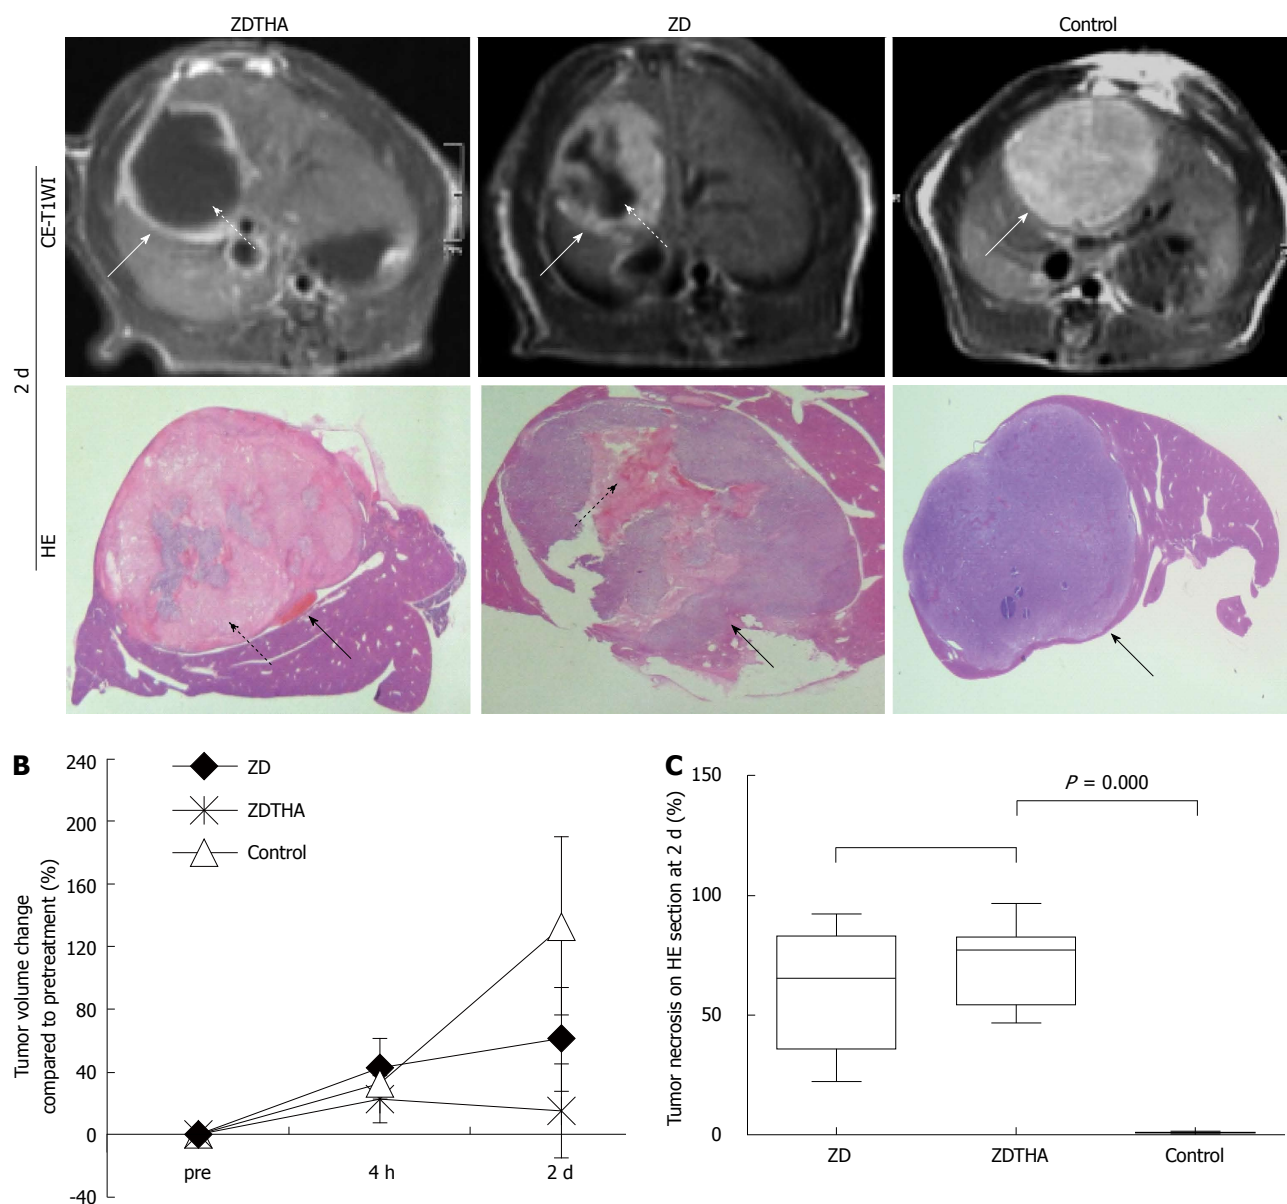 ZDTHA
ZD
Control
CE-T1WI
2 d
HE
B
240
200
160
120
80
40
0
-40
Tumor volume change
compared to pretreatment (%)
ZD
ZDTHA
Control
pre
4 h
2 d
C
150
100
50
0
Tumor necrosis on HE section at 2 d (%)
P = 0.000
ZD
ZDTHA
Control